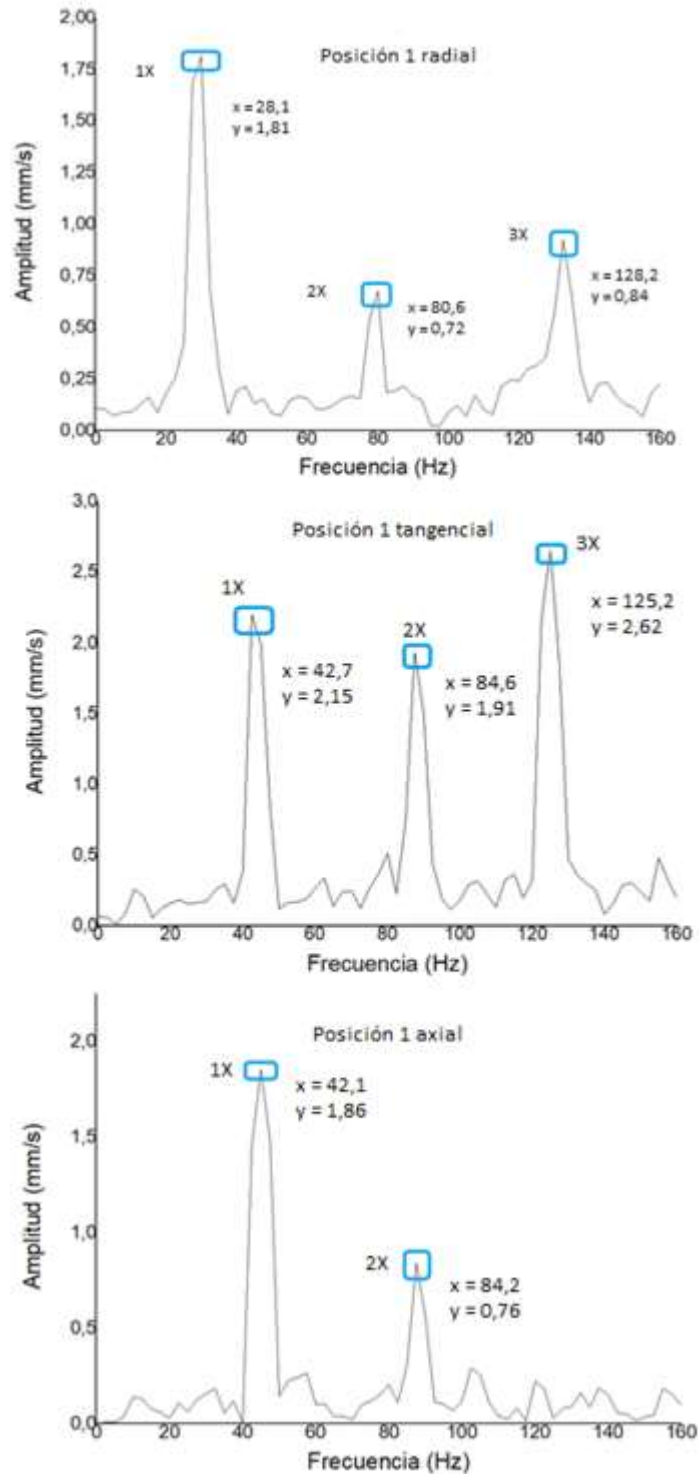 2,00
1,75
1,50
1,25
1,00
0,75
0,50
0,25
0,00
Amplitud (mm/s)
Posición 1 radial
1X
x = 28,1
y = 1,81
2X
x = 80,6
y = 0,72
3X
x = 128,2
y = 0,84
0 20 40 60 80 100 120 140 160
Frecuencia (Hz)
3,0
2,5
2,0
1,5
1,0
0,5
0,0
Amplitud (mm/s)
Posición 1 tangencial
1X
x = 42,7
y = 2,15
2X
x = 84,6
y = 1,91
3X
x = 125,2
y = 2,62
0 20 40 60 80 100 120 140 160
Frecuencia (Hz)
2,0
1,5
1,0
0,5
0,0
Amplitud (mm/s)
Posición 1 axial
1X
x = 42,1
y = 1,86
2X
x = 84,2
y = 0,76
0 20 40 60 80 100 120 140 160
Frecuencia (Hz)